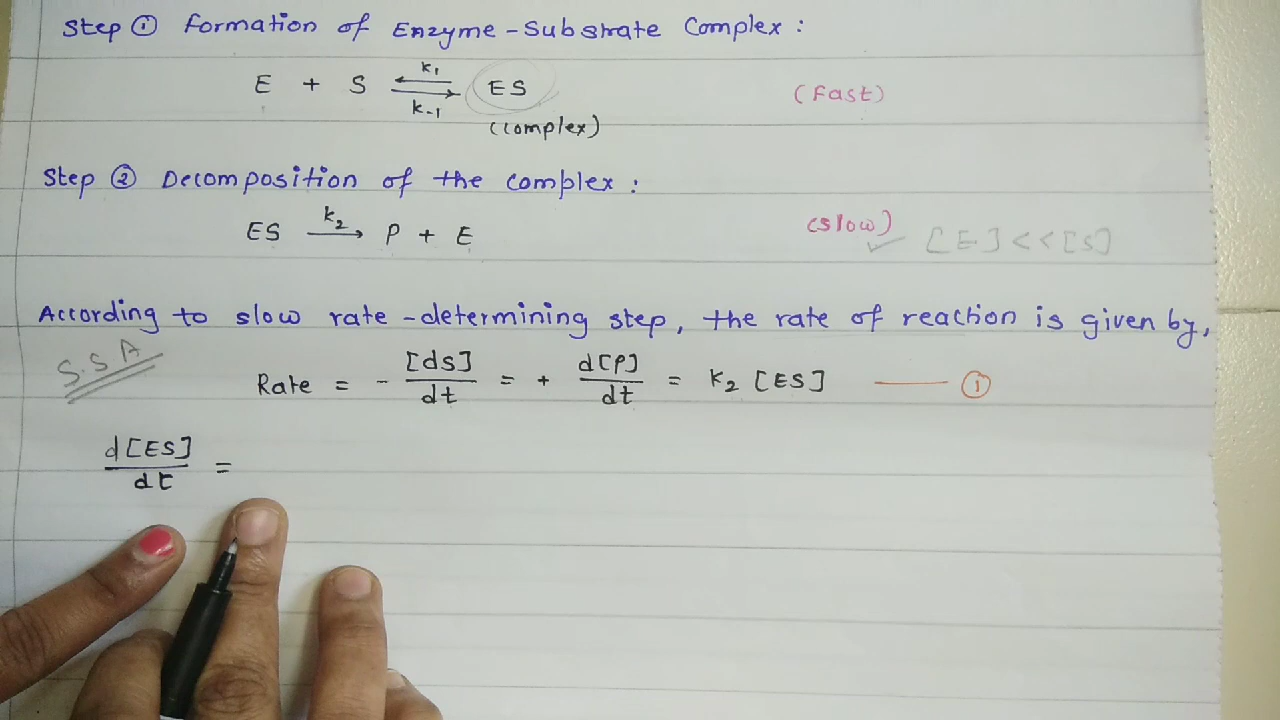 Step ① Formation of Enzyme-Substrate Complex :
E + S ⇌ ES (Fast)
k₁
k₋₁
(complex)
Step ② Decomposition of the complex :
ES —k₂→ P + E (slow) ✓ [E]<<[S]
According to slow rate-determining step, the rate of reaction is given by,
S.S A
Rate = - [ds]/dt = + d[P]/dt = k₂ [ES] —— ①
d[ES]/dt =